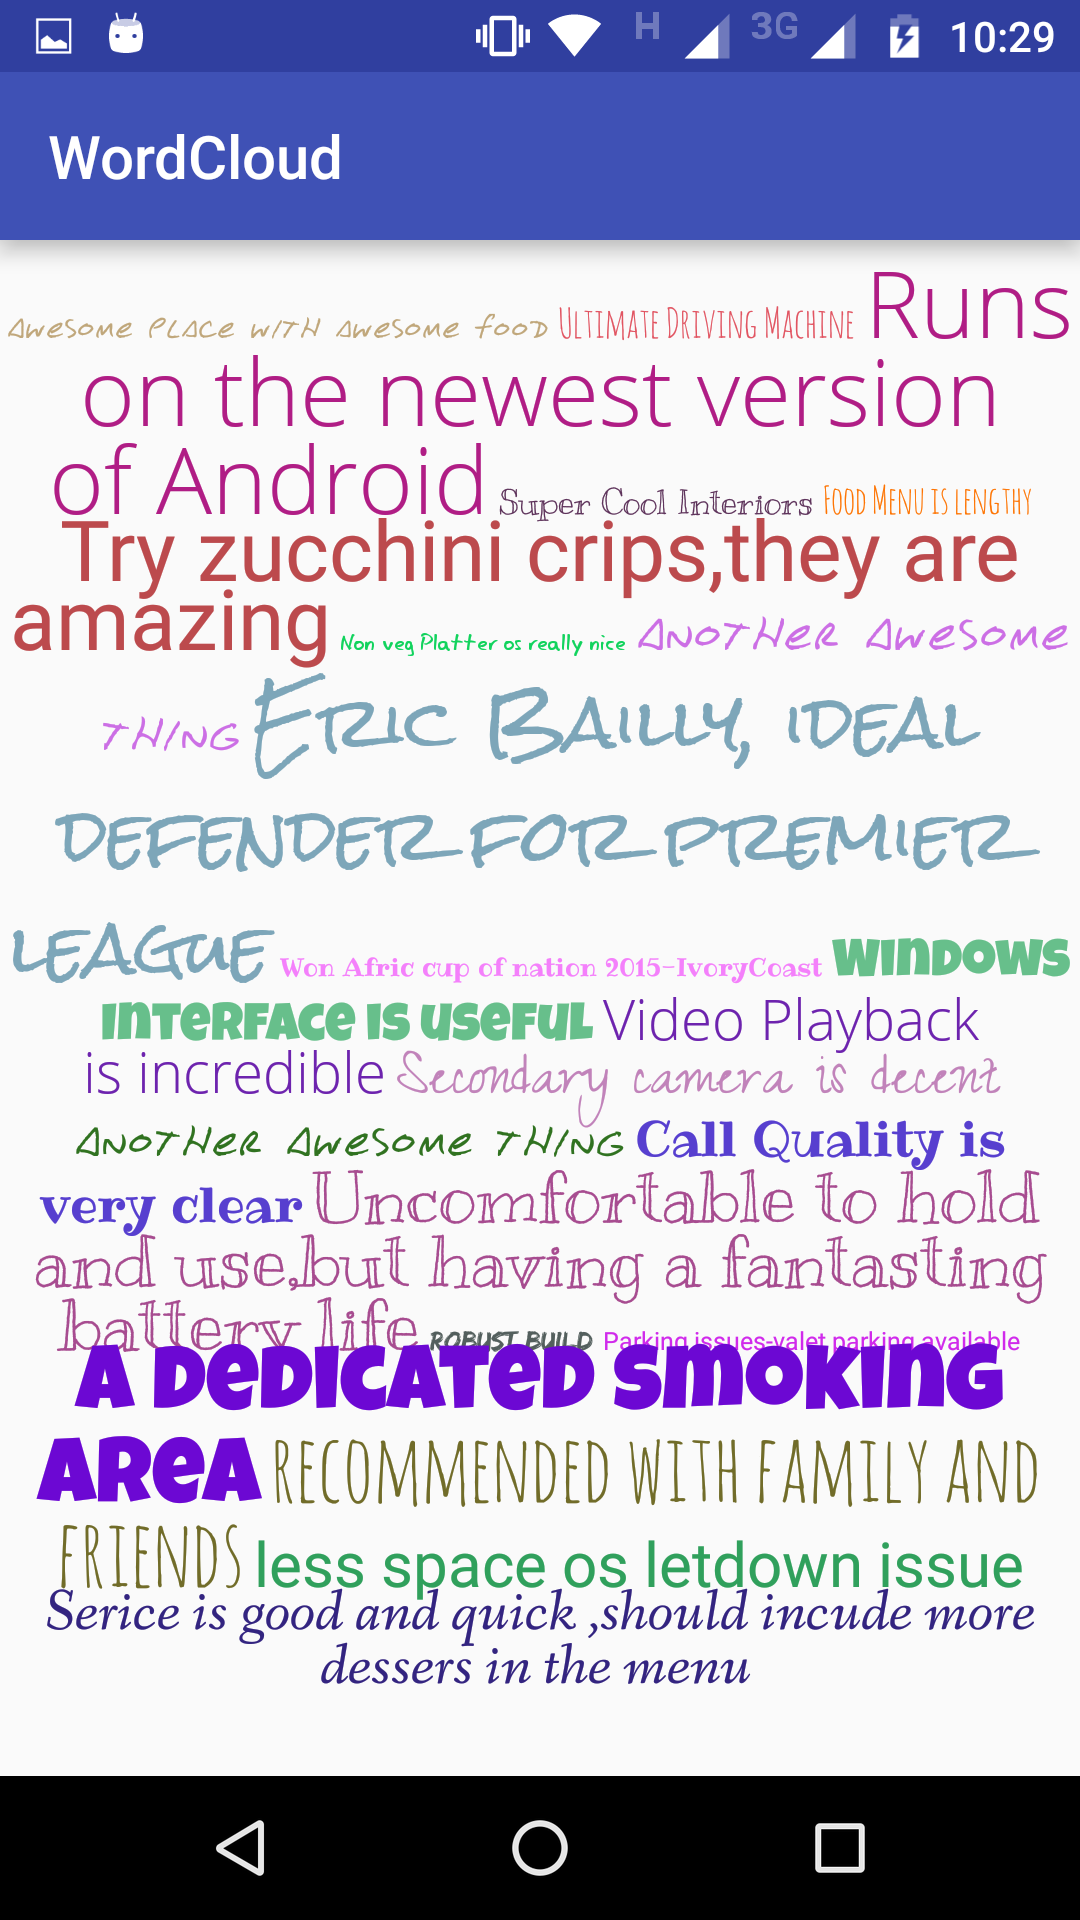 H 3G 10:29
WordCloud
Awesome place with awesome food Ultimate Driving Machine Runs
on the newest version
of Android Super Cool Interiors Food Menu is lengthy
Try zucchini crips,they are
amazing Non veg Platter os really nice Another Awesome
Thing Eric Bailly, ideal
defender for premier
league Won Afric cup of nation 2015-IvoryCoast Windows
interface is useful Video Playback
is incredible Secondary camera is decent
Another Awesome Thing Call Quality is
very clear Uncomfortable to hold
and use,but having a fantasting
battery life Robust build Parking issues-valet parking available
A dedicated smoking
area recommended with family and
friends less space os letdown issue
Serice is good and quick ,should incude more
dessers in the menu